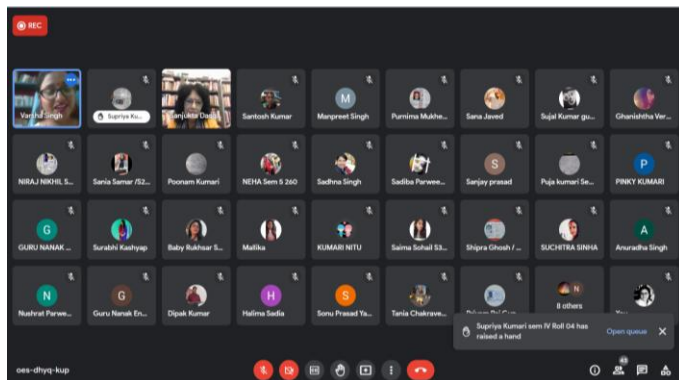 REC
Varsha Singh
Supriya Ku...
Sanjukta Dasgu
Santosh Kumar
M
Manpreet Singh
Purnima Mukhe...
Sana Javed
Sujal Kumar gu...
Ghanishtha Ver...
NIRAJ NIKHIL S...
Sania Samar /52...
Poonam Kumari
NEHA Sem 5 260
Sadhna Singh
Sadiba Parwee...
S
Sanjay prasad
Puja kumari Se...
P
PINKY KUMARI
G
GURU NANAK ...
Surabhi Kashyap
Baby Rukhsar S...
Mallika
KUMARI NITU
Saima Sohail 53...
Shipra Ghosh / ...
SUCHITRA SINHA
A
Anuradha Singh
N
Nushrat Parwe...
G
Guru Nanak En...
Dipak Kumar
H
Halima Sadia
S
Sonu Prasad Ya...
Tania Chakrave...
N
8 others
Supriya Kumari sem IV Roll 04 has
raised a hand
Open queue
oes-dhyq-kup
43